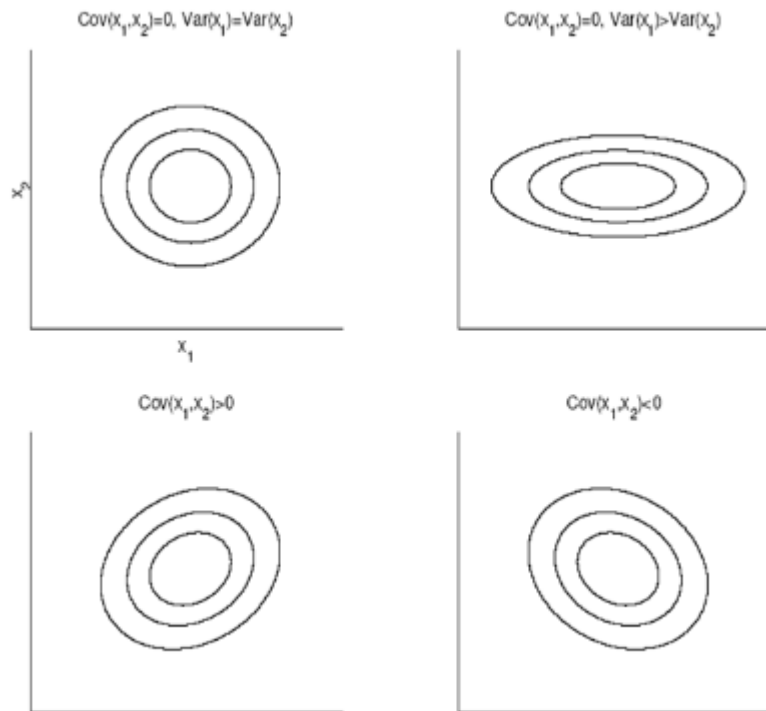 Cov(x₁,x₂)=0, Var(x₁)=Var(x₂)
Cov(x₁,x₂)=0, Var(x₁)>Var(x₂)
x₂
x₁
Cov(x₁,x₂)>0
Cov(x₁,x₂)<0